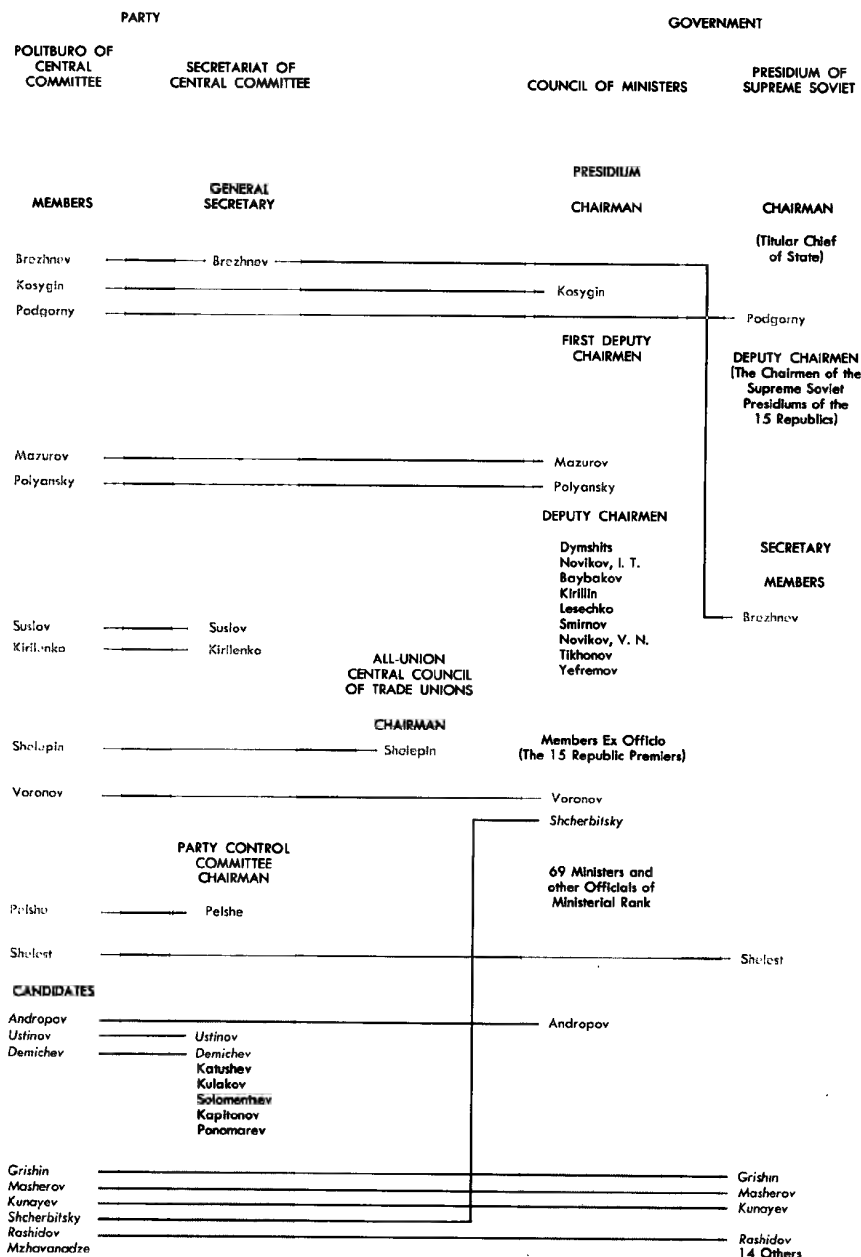 PARTY
GOVERNMENT
POLITBURO OF
CENTRAL
COMMITTEE
SECRETARIAT OF
CENTRAL COMMITTEE
COUNCIL OF MINISTERS
PRESIDIUM OF
SUPREME SOVIET
PRESIDIUM
MEMBERS
GENERAL
SECRETARY
CHAIRMAN
CHAIRMAN
(Titular Chief
of State)
Brezhnev
Brezhnev
Kosygin
Kosygin
Podgorny
Podgorny
FIRST DEPUTY
CHAIRMEN
DEPUTY CHAIRMEN
(The Chairmen of the
Supreme Soviet
Presidiums of the
15 Republics)
Mazurov
Mazurov
Polyansky
Polyansky
DEPUTY CHAIRMEN
Dymshits
Novikov, I. T.
Baybakov
Kirillin
Lesechko
Smirnov
Novikov, V. N.
Tikhonov
Yefremov
SECRETARY
MEMBERS
Brezhnev
Suslov
Suslov
Kirilenko
Kirilenko
ALL-UNION
CENTRAL COUNCIL
OF TRADE UNIONS
CHAIRMAN
Shelepin
Shelepin
Members Ex Officio
(The 15 Republic Premiers)
Voronov
Voronov
Shcherbitsky
PARTY CONTROL
COMMITTEE
CHAIRMAN
69 Ministers and
other Officials of
Ministerial Rank
Pelshe
Pelshe
Shelest
Shelest
CANDIDATES
Andropov
Andropov
Ustinov
Ustinov
Demichev
Demichev
Katushev
Kulakov
Solomentsev
Kapitonov
Ponomarev
Grishin
Grishin
Masherov
Masherov
Kunayev
Kunayev
Shcherbitsky
Rashidov
Rashidov
Mzhavanadze
14 Others